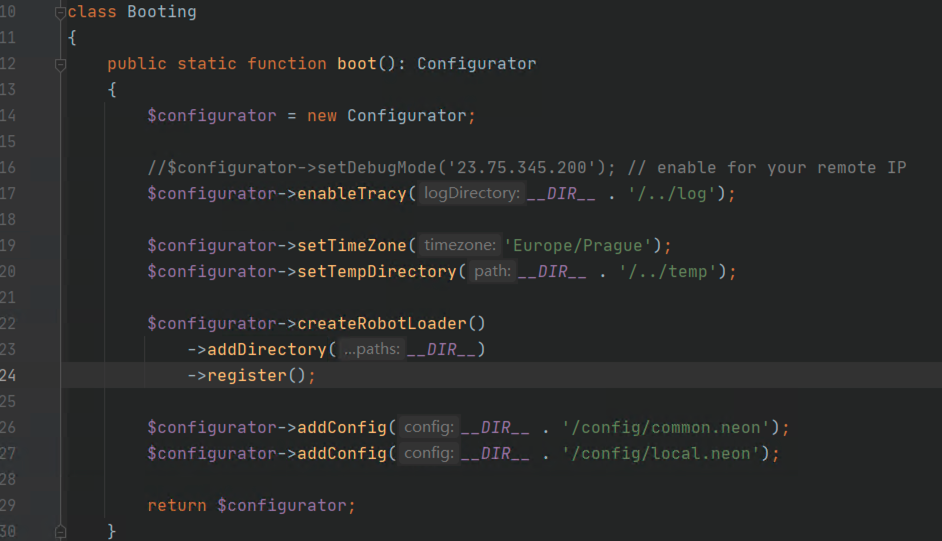 10 class Booting
11 {
12 public static function boot(): Configurator
13 {
14 $configurator = new Configurator;
15
16 //$configurator->setDebugMode('23.75.345.200'); // enable for your remote IP
17 $configurator->enableTracy( logDirectory: __DIR__ . '/../log');
18
19 $configurator->setTimeZone( timezone: 'Europe/Prague');
20 $configurator->setTempDirectory( path: __DIR__ . '/../temp');
21
22 $configurator->createRobotLoader()
23 ->addDirectory( ...paths: __DIR__)
24 ->register();
25
26 $configurator->addConfig( config: __DIR__ . '/config/common.neon');
27 $configurator->addConfig( config: __DIR__ . '/config/local.neon');
28
29 return $configurator;
30 }